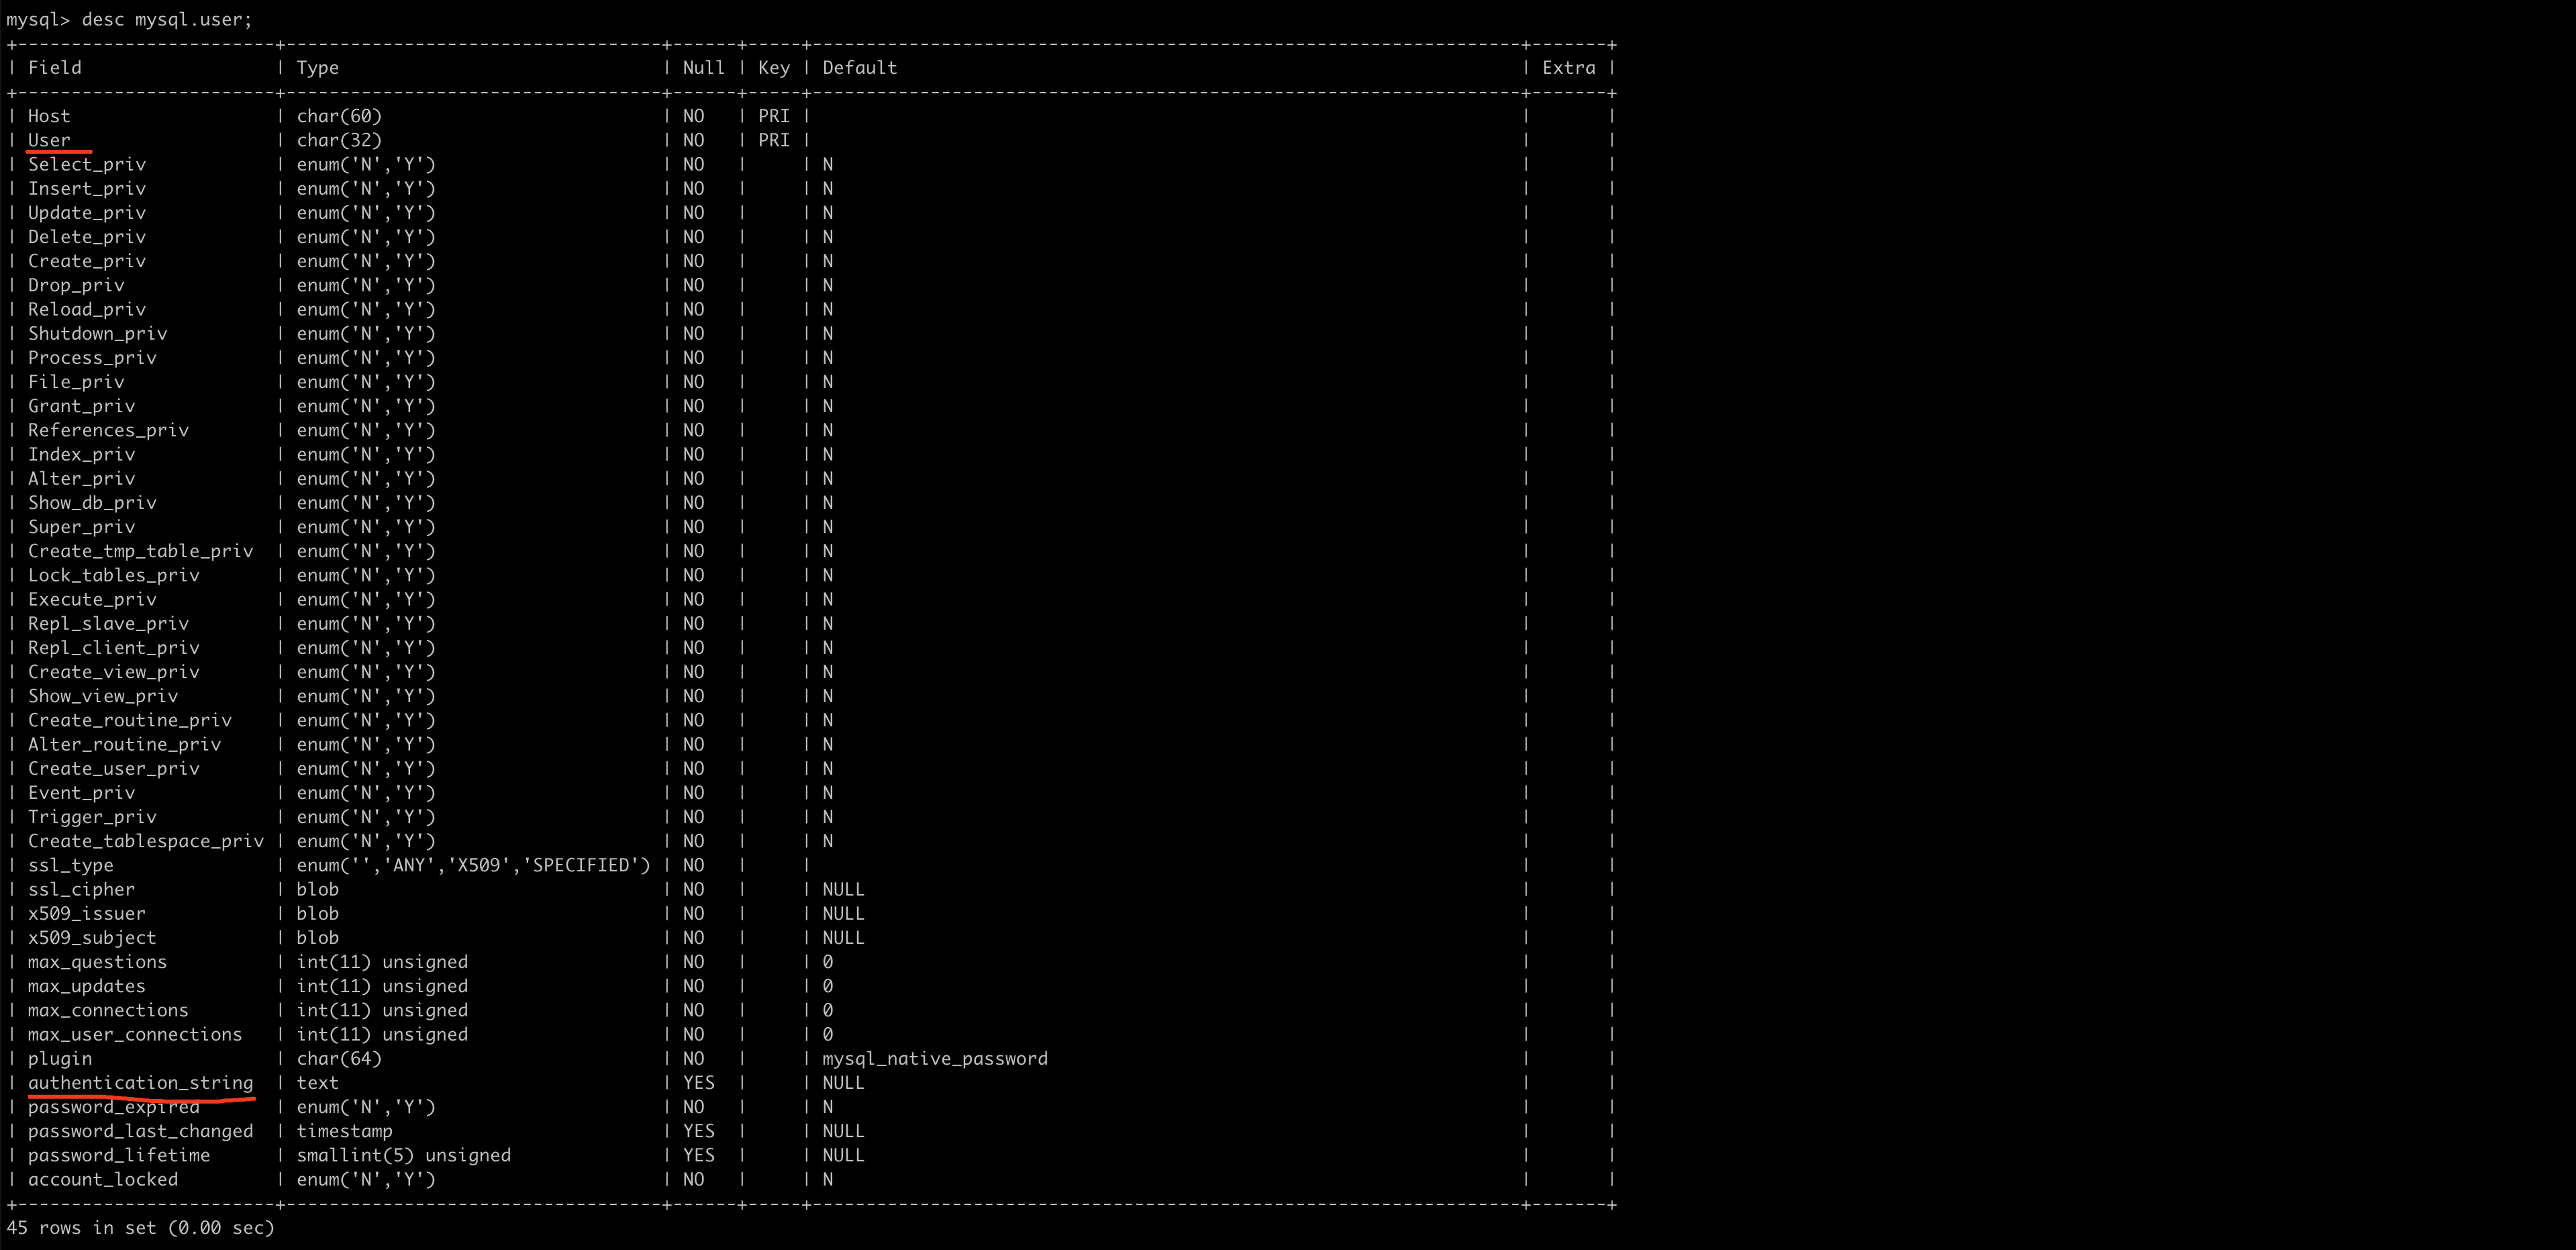 mysql> desc mysql.user;
+------------------------+-----------------------------------+------+-----+------------------------------------------------------------------+-------+
| Field                  | Type                              | Null | Key | Default                                                          | Extra |
+------------------------+-----------------------------------+------+-----+------------------------------------------------------------------+-------+
| Host                   | char(60)                          | NO   | PRI |                                                                  |       |
| User                   | char(32)                          | NO   | PRI |                                                                  |       |
| Select_priv            | enum('N','Y')                     | NO   |     | N                                                                |       |
| Insert_priv            | enum('N','Y')                     | NO   |     | N                                                                |       |
| Update_priv            | enum('N','Y')                     | NO   |     | N                                                                |       |
| Delete_priv            | enum('N','Y')                     | NO   |     | N                                                                |       |
| Create_priv            | enum('N','Y')                     | NO   |     | N                                                                |       |
| Drop_priv              | enum('N','Y')                     | NO   |     | N                                                                |       |
| Reload_priv            | enum('N','Y')                     | NO   |     | N                                                                |       |
| Shutdown_priv          | enum('N','Y')                     | NO   |     | N                                                                |       |
| Process_priv           | enum('N','Y')                     | NO   |     | N                                                                |       |
| File_priv              | enum('N','Y')                     | NO   |     | N                                                                |       |
| Grant_priv             | enum('N','Y')                     | NO   |     | N                                                                |       |
| References_priv        | enum('N','Y')                     | NO   |     | N                                                                |       |
| Index_priv             | enum('N','Y')                     | NO   |     | N                                                                |       |
| Alter_priv             | enum('N','Y')                     | NO   |     | N                                                                |       |
| Show_db_priv           | enum('N','Y')                     | NO   |     | N                                                                |       |
| Super_priv             | enum('N','Y')                     | NO   |     | N                                                                |       |
| Create_tmp_table_priv  | enum('N','Y')                     | NO   |     | N                                                                |       |
| Lock_tables_priv       | enum('N','Y')                     | NO   |     | N                                                                |       |
| Execute_priv           | enum('N','Y')                     | NO   |     | N                                                                |       |
| Repl_slave_priv        | enum('N','Y')                     | NO   |     | N                                                                |       |
| Repl_client_priv       | enum('N','Y')                     | NO   |     | N                                                                |       |
| Create_view_priv       | enum('N','Y')                     | NO   |     | N                                                                |       |
| Show_view_priv         | enum('N','Y')                     | NO   |     | N                                                                |       |
| Create_routine_priv    | enum('N','Y')                     | NO   |     | N                                                                |       |
| Alter_routine_priv     | enum('N','Y')                     | NO   |     | N                                                                |       |
| Create_user_priv       | enum('N','Y')                     | NO   |     | N                                                                |       |
| Event_priv             | enum('N','Y')                     | NO   |     | N                                                                |       |
| Trigger_priv           | enum('N','Y')                     | NO   |     | N                                                                |       |
| Create_tablespace_priv | enum('N','Y')                     | NO   |     | N                                                                |       |
| ssl_type               | enum('','ANY','X509','SPECIFIED') | NO   |     |                                                                  |       |
| ssl_cipher             | blob                              | NO   |     | NULL                                                             |       |
| x509_issuer            | blob                              | NO   |     | NULL                                                             |       |
| x509_subject           | blob                              | NO   |     | NULL                                                             |       |
| max_questions          | int(11) unsigned                  | NO   |     | 0                                                                |       |
| max_updates            | int(11) unsigned                  | NO   |     | 0                                                                |       |
| max_connections        | int(11) unsigned                  | NO   |     | 0                                                                |       |
| max_user_connections   | int(11) unsigned                  | NO   |     | 0                                                                |       |
| plugin                 | char(64)                          | NO   |     | mysql_native_password                                            |       |
| authentication_string  | text                              | YES  |     | NULL                                                             |       |
| password_expired       | enum('N','Y')                     | NO   |     | N                                                                |       |
| password_last_changed  | timestamp                         | YES  |     | NULL                                                             |       |
| password_lifetime      | smallint(5) unsigned              | YES  |     | NULL                                                             |       |
| account_locked         | enum('N','Y')                     | NO   |     | N                                                                |       |
+------------------------+-----------------------------------+------+-----+------------------------------------------------------------------+-------+
45 rows in set (0.00 sec)